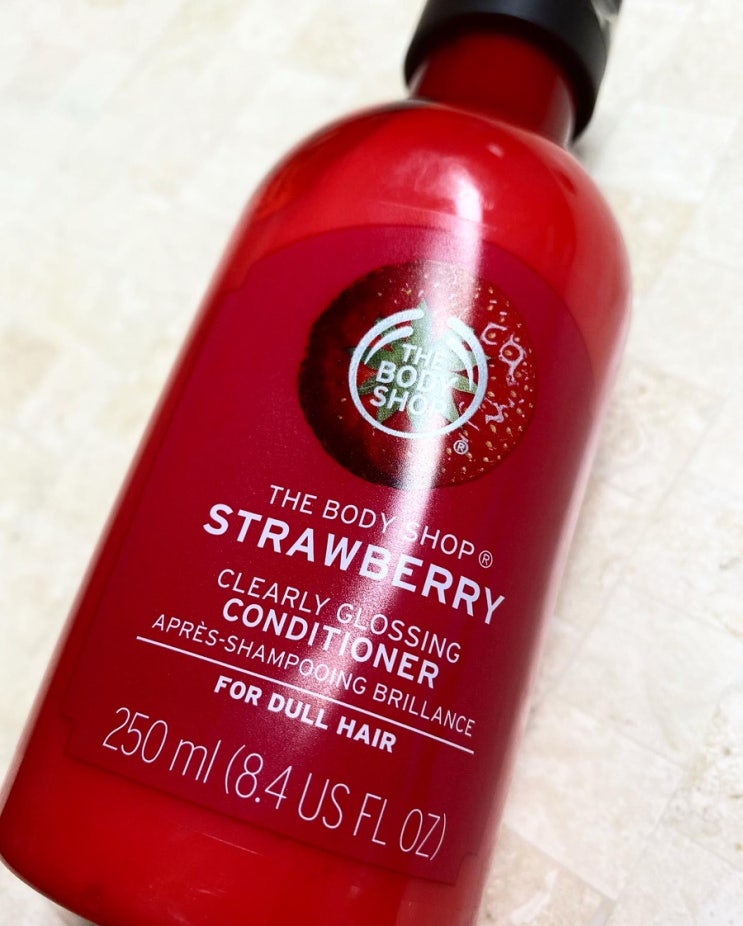 THE
BODY
SHOP
®
THE BODY SHOP®
STRAWBERRY
CLEARLY GLOSSING
CONDITIONER
APRÈS-SHAMPOOING BRILLANCE
FOR DULL HAIR
250 ml (8.4 US FL OZ)